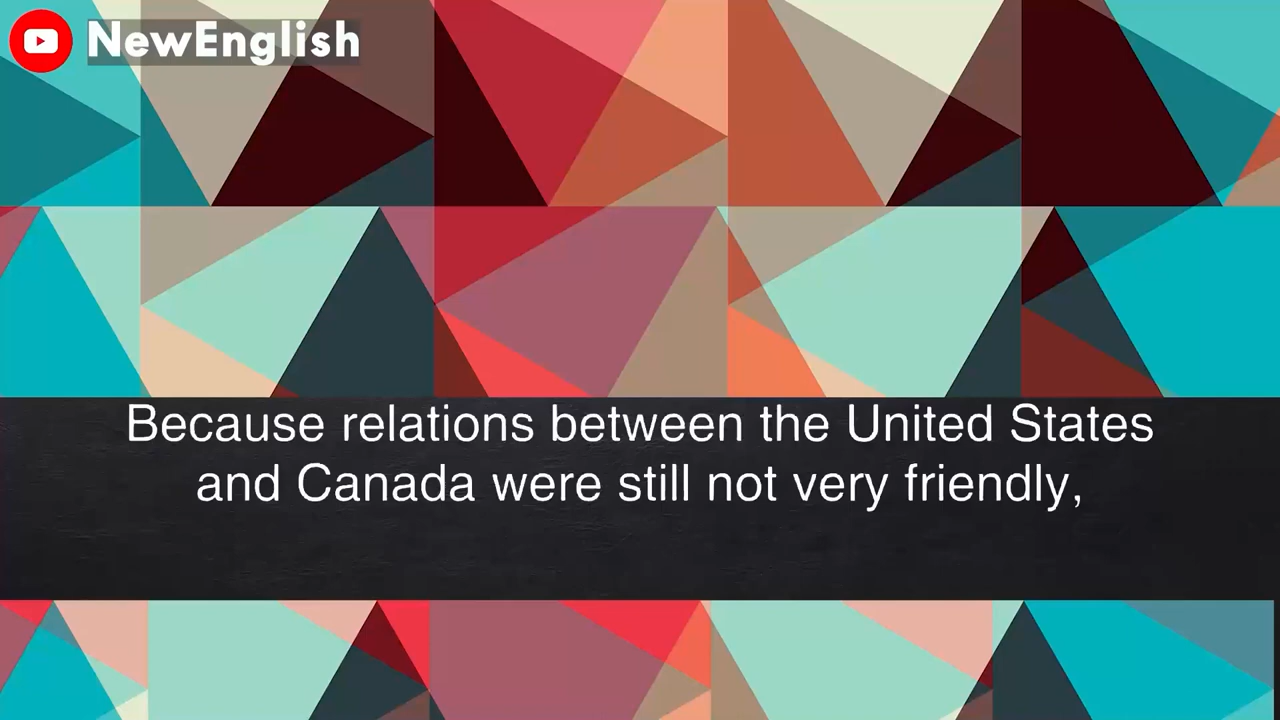 NewEnglish
Because relations between the United States
and Canada were still not very friendly,